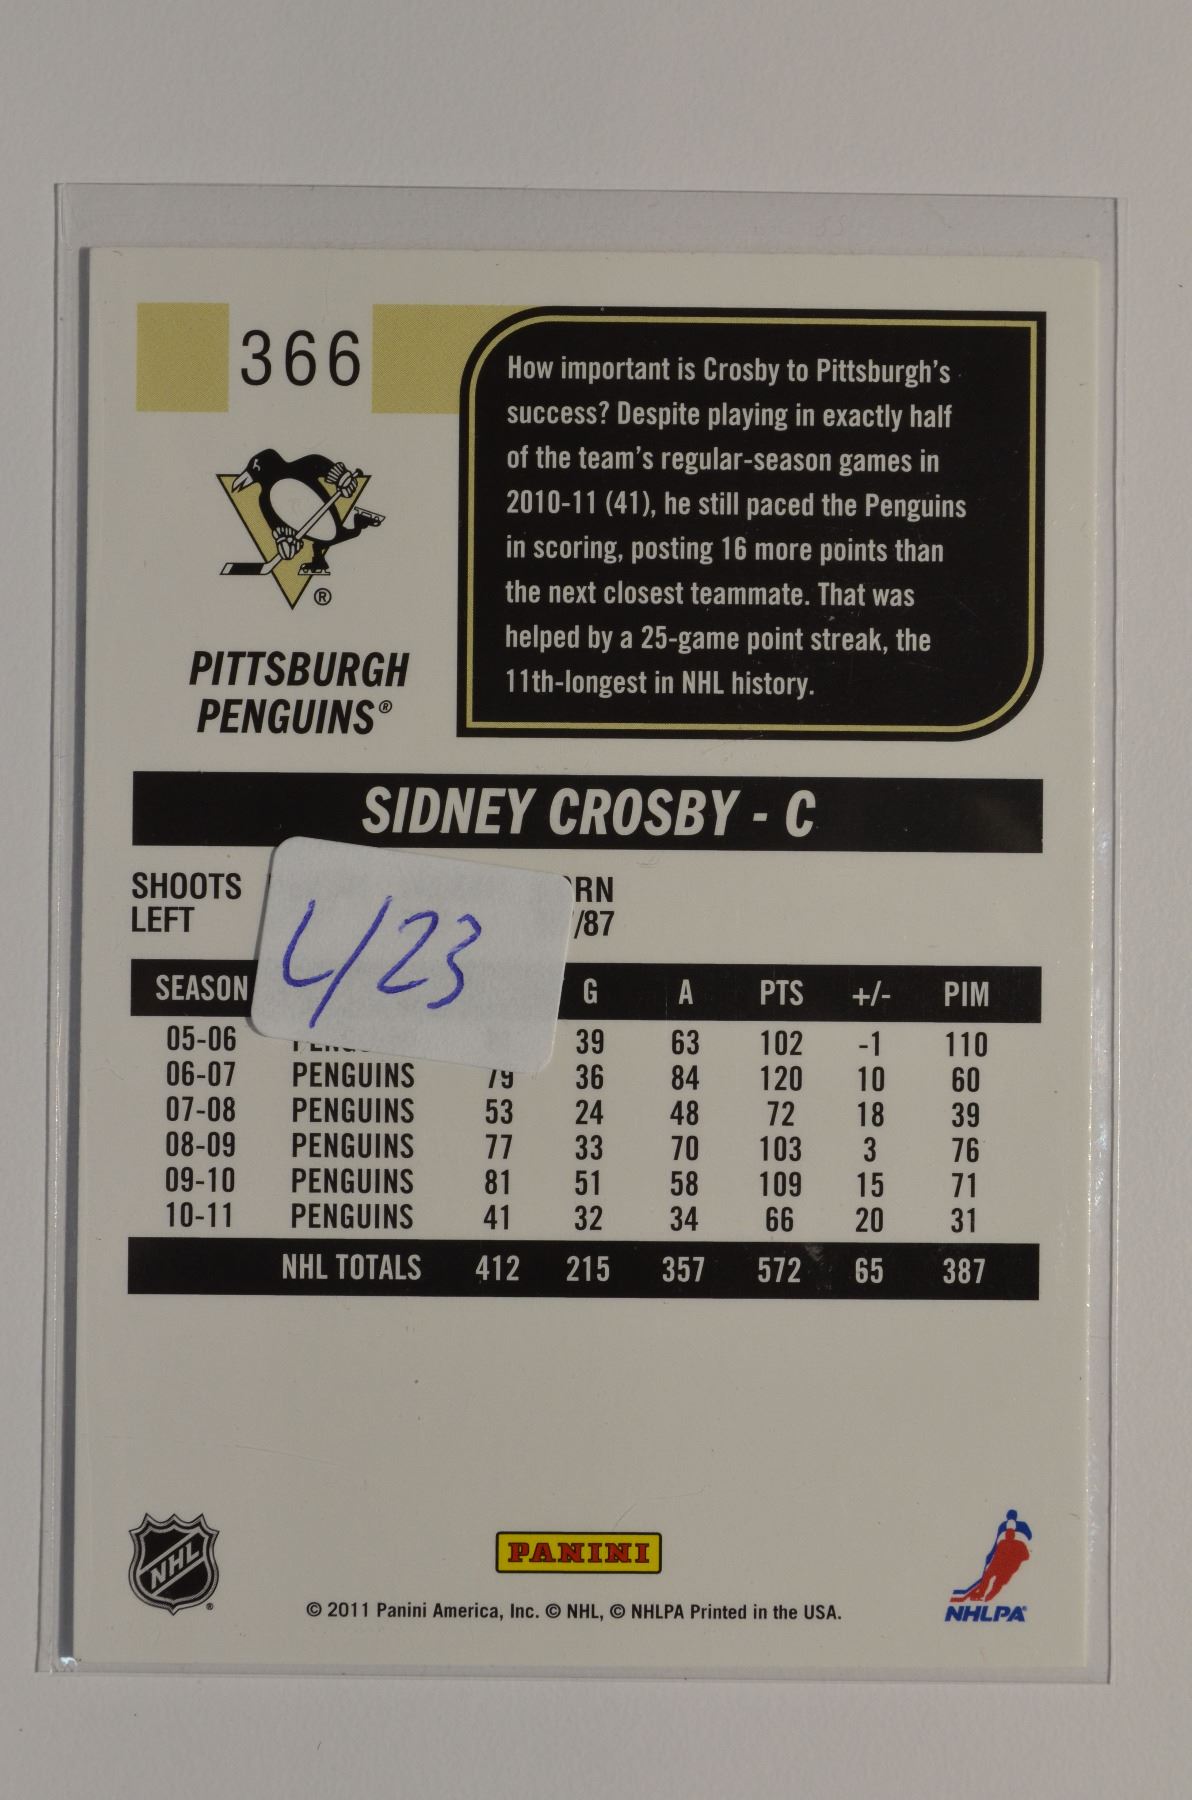 366
How important is Crosby to Pittsburgh's
success? Despite playing in exactly half
of the team's regular-season games in
2010-11 (41), he still paced the Penguins
in scoring, posting 16 more points than
the next closest teammate. That was
helped by a 25-game point streak, the
11th-longest in NHL history.
®
PITTSBURGH
PENGUINS®
SIDNEY CROSBY - C
SHOOTS RN
LEFT /87
L/23
SEASON G A PTS +/- PIM
05-06 39 63 102 -1 110
06-07 PENGUINS 79 36 84 120 10 60
07-08 PENGUINS 53 24 48 72 18 39
08-09 PENGUINS 77 33 70 103 3 76
09-10 PENGUINS 81 51 58 109 15 71
10-11 PENGUINS 41 32 34 66 20 31
NHL TOTALS 412 215 357 572 65 387
NHL ®
PANINI
NHLPA
© 2011 Panini America, Inc. © NHL, © NHLPA Printed in the USA.